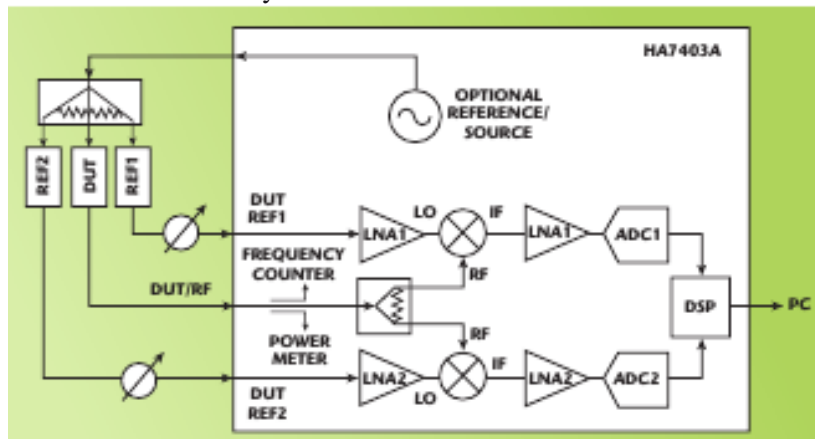 HA7403A
OPTIONAL
REFERENCE/
SOURCE
REF2
DUT
REF1
DUT
REF1
LNA1
LO
IF
LNA1
ADC1
FREQUENCY
COUNTER
RF
DUT/RF
DSP
PC
POWER
METER
RF
DUT
REF2
LNA2
LO
IF
LNA2
ADC2